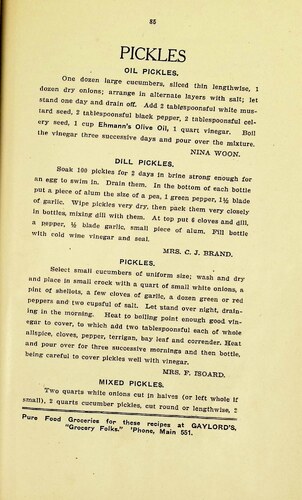 85
PICKLES
OIL PICKLES.
One dozen large cucumbers, sliced thin lengthwise, 1
dozen dry onions; arrange in alternate layers with salt; let
stand one day and drain off. Add 2 tablespoonsful white mus-
tard seed, 2 tablespoonsful black pepper, 2 tablespoonsful cel-
ery seed, 1 cup Ehmann's Olive Oil, 1 quart vinegar. Boil
the vinegar three successive days and pour over the mixture.
NINA WOON.
DILL PICKLES.
Soak 100 pickles for 2 days in brine strong enough for
an egg to swim in. Drain them. In the bottom of each bottle
put a piece of alum the size of a pea, 1 green pepper, 1½ blade
of garlic. Wipe pickles very dry, then pack them very closely
in bottles, mixing dill with them. At top put 6 cloves and dill,
a pepper, ½ blade garlic, small piece of alum. Fill bottle
with cold wine vinegar and seal.
MRS. C. J. BRAND.
PICKLES.
Select small cucumbers of uniform size; wash and dry
and place in small crock with a quart of small white onions, a
pint of shellots, a few cloves of garlic, a dozen green or red
peppers and two cupsful of salt. Let stand over night, drain-
ing in the morning. Heat to boiling point enough good vin-
egar to cover, to which add two tablespoonsful each of whole
allspice, cloves, pepper, terrigan, bay leaf and corrender. Heat
and pour over for three successive mornings and then bottle,
being careful to cover pickles well with vinegar.
MRS. F. ISOARD.
MIXED PICKLES.
Two quarts white onions cut in halves (or left whole if
small), 2 quarts cucumber pickles, cut round or lengthwise, 2
Pure Food Groceries for these recipes at GAYLORD'S,
"Grocery Folks." 'Phone, Main 551.